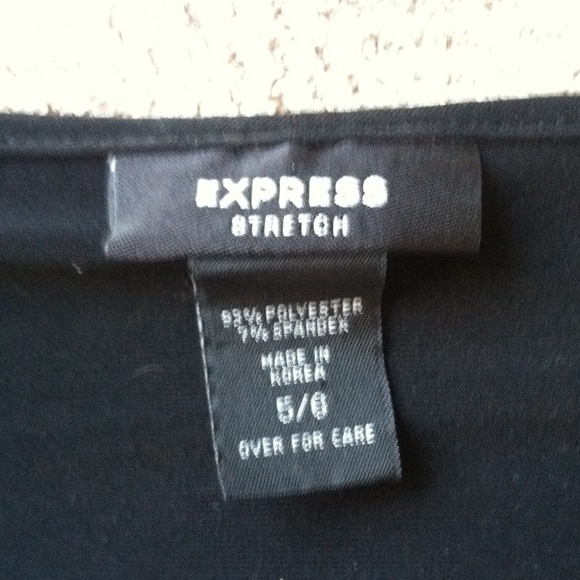 EXPRESS
STRETCH
93% POLYESTER
7% SPANDEX
MADE IN
KOREA
5/6
OVER FOR CARE